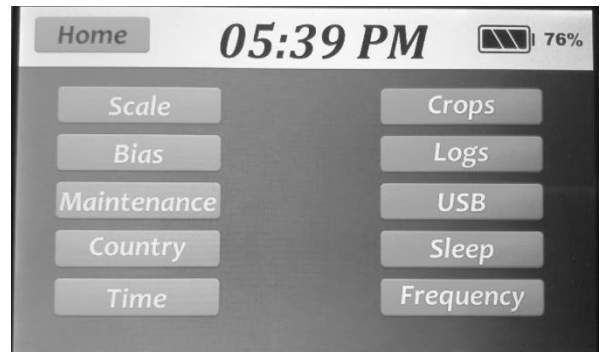 Home 05:39 PM 76%
Scale Crops
Bias Logs
Maintenance USB
Country Sleep
Time Frequency